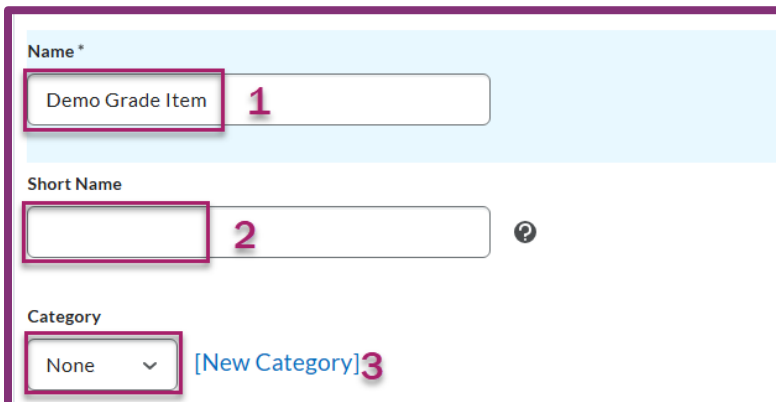 Name *
Demo Grade Item 1
Short Name
2
Category
None [New Category] 3